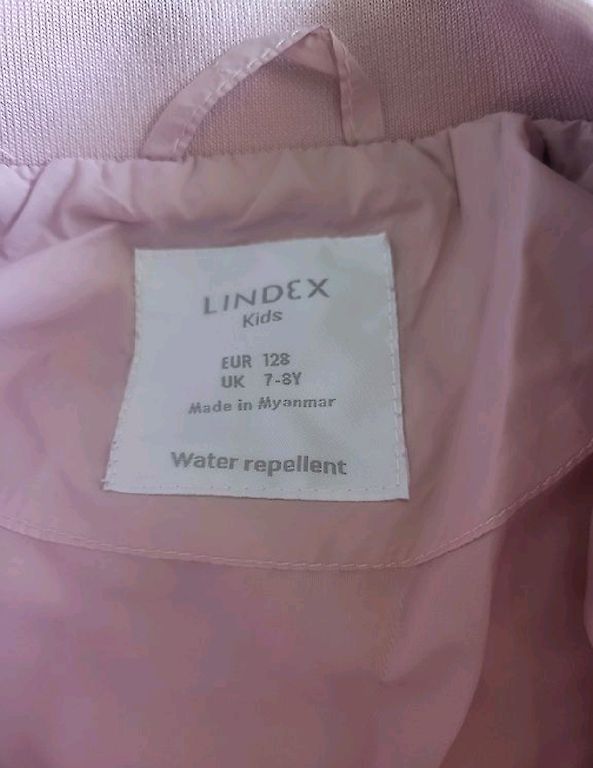 LINDEX
Kids
EUR 128
UK 7-8Y
Made in Myanmar
Water repellent